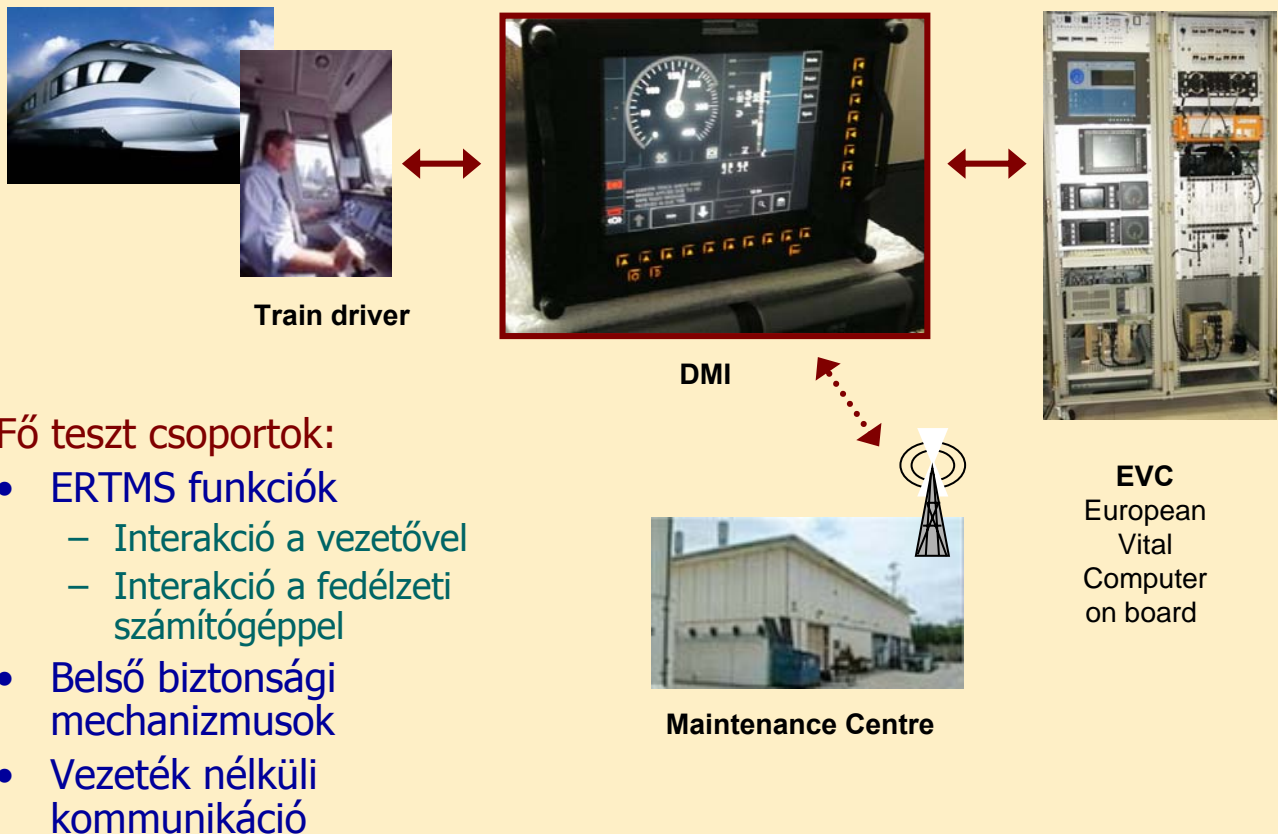 Train driver
DMI
EVC
European
Vital
Computer
on board
Maintenance Centre
Fő teszt csoportok:
• ERTMS funkciók
– Interakció a vezetővel
– Interakció a fedélzeti
számítógéppel
• Belső biztonsági
mechanizmusok
• Vezeték nélküli
kommunikáció